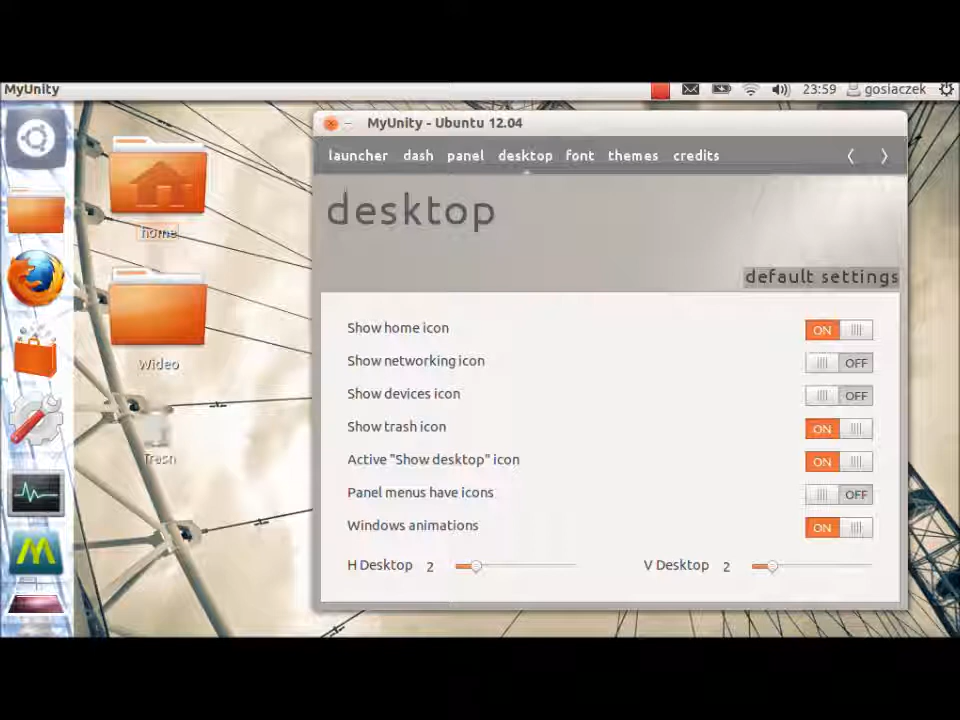 MyUnity
23:59 gosiaczek
MyUnity - Ubuntu 12.04
launcher dash panel desktop font themes credits
desktop
default settings
home
Wideo
Trash
Show home icon ON
Show networking icon OFF
Show devices icon OFF
Show trash icon ON
Active "Show desktop" icon ON
Panel menus have icons OFF
Windows animations ON
H Desktop 2 V Desktop 2